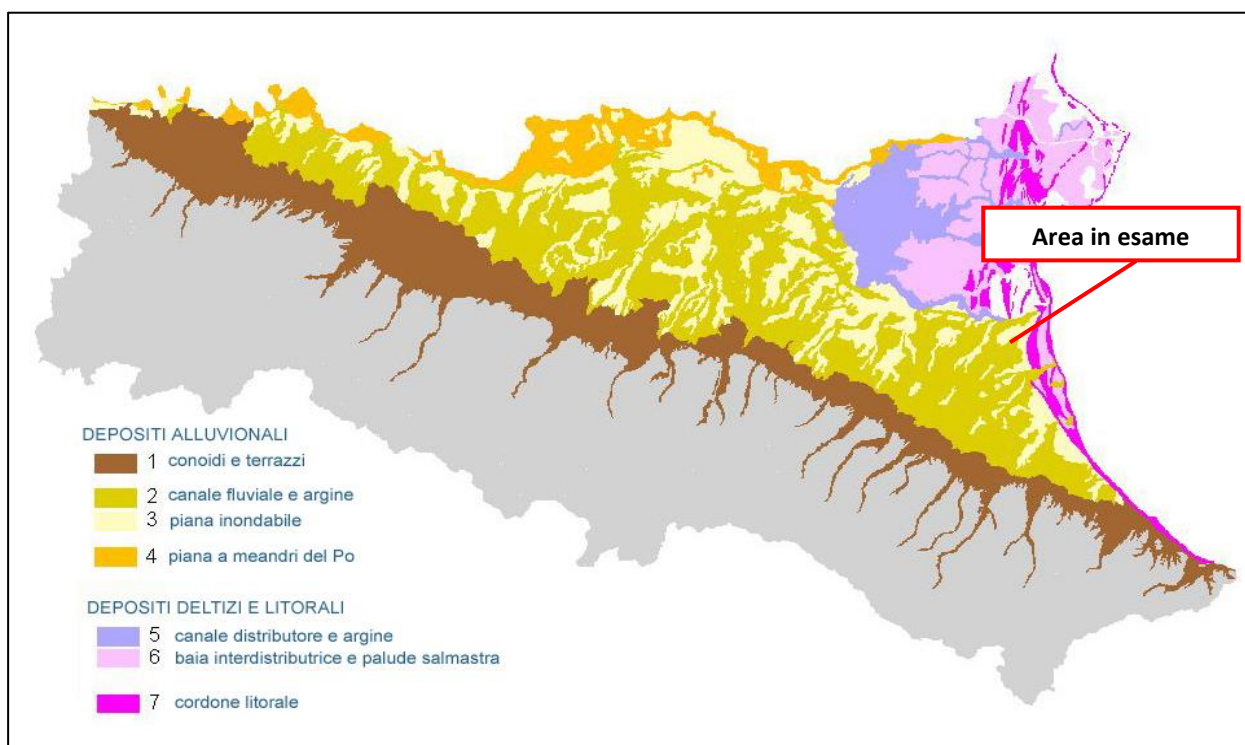 Area in esame
DEPOSITI ALLUVIONALI
1 conoidi e terrazzi
2 canale fluviale e argine
3 piana inondabile
4 piana a meandri del Po
DEPOSITI DELTIZI E LITORALI
5 canale distributore e argine
6 baia interdistributrice e palude salmastra
7 cordone litorale